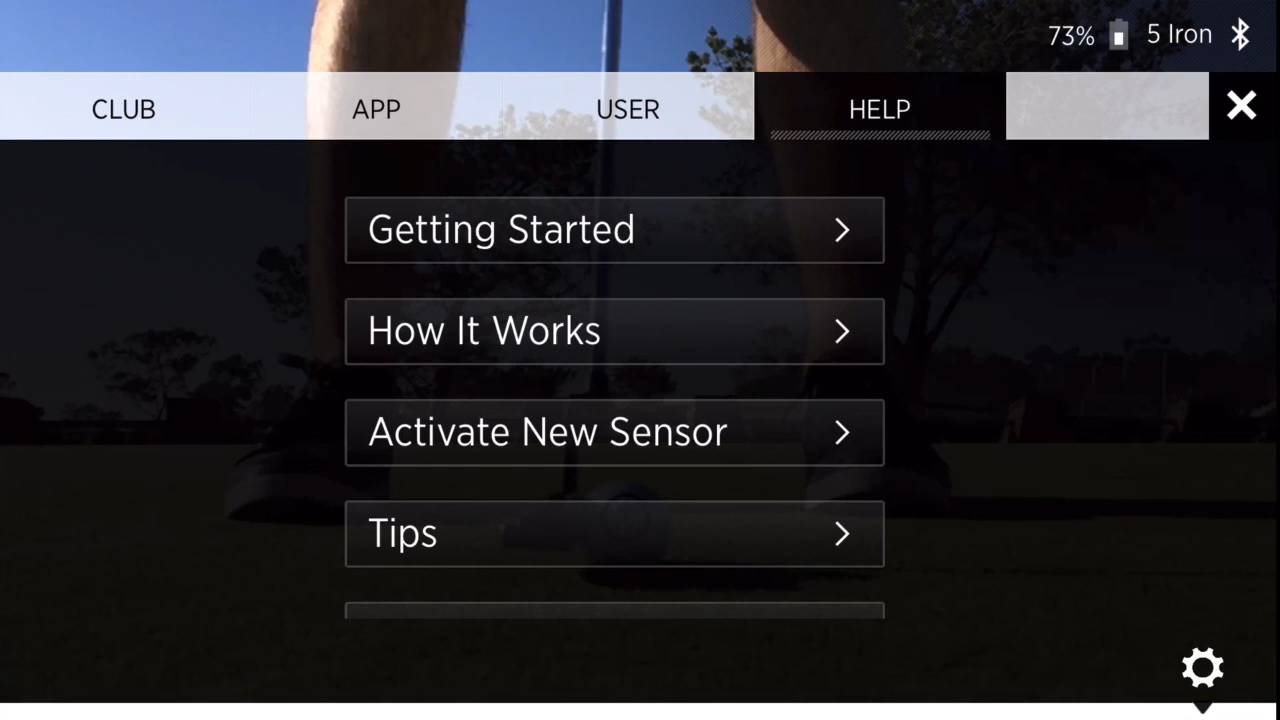 73% 5 Iron
CLUB APP USER HELP
Getting Started
How It Works
Activate New Sensor
Tips